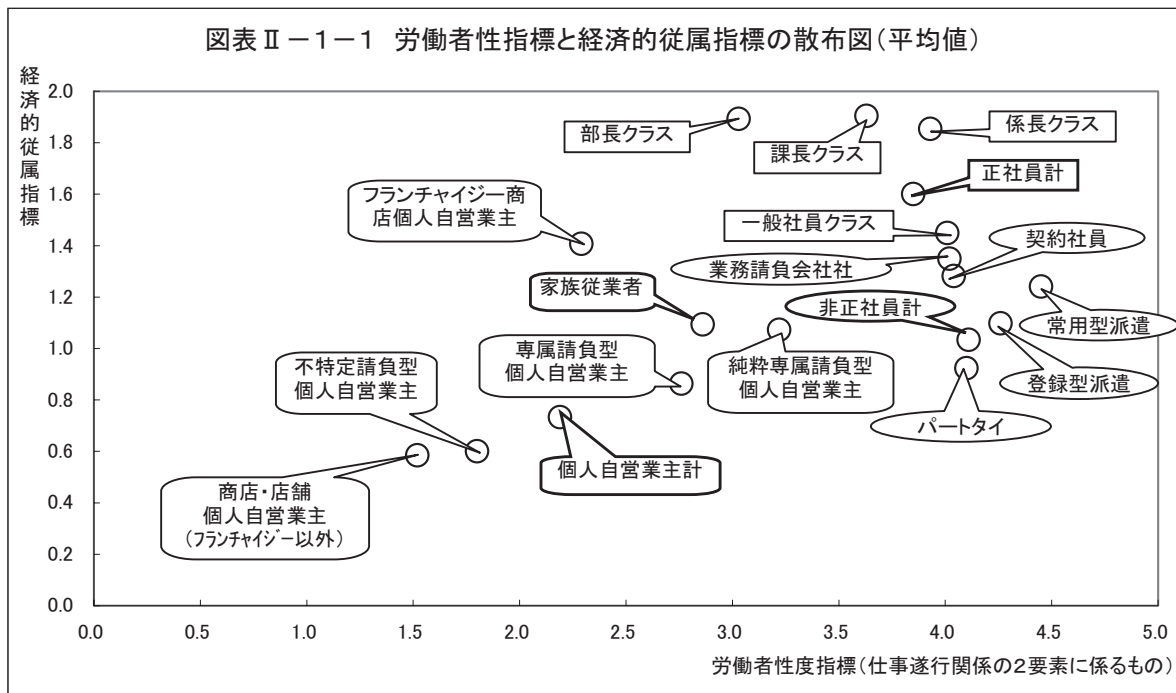 図表Ⅱ－１－１ 労働者性指標と経済的従属指標の散布図(平均値)
経済的従属指標
2.0
1.8
1.6
1.4
1.2
1.0
0.8
0.6
0.4
0.2
0.0
部長クラス
課長クラス
係長クラス
正社員計
フランチャイジー商
店個人自営業主
一般社員クラス
契約社員
業務請負会社社
家族従業者
非正社員計
常用型派遣
専属請負型
個人自営業主
純粋専属請負型
個人自営業主
登録型派遣
不特定請負型
個人自営業主
パートタイ
個人自営業主計
商店・店舗
個人自営業主
(ﾌﾗﾝﾁｬｲｼﾞｰ以外)
0.0 0.5 1.0 1.5 2.0 2.5 3.0 3.5 4.0 4.5 5.0
労働者性度指標(仕事遂行関係の２要素に係るもの)